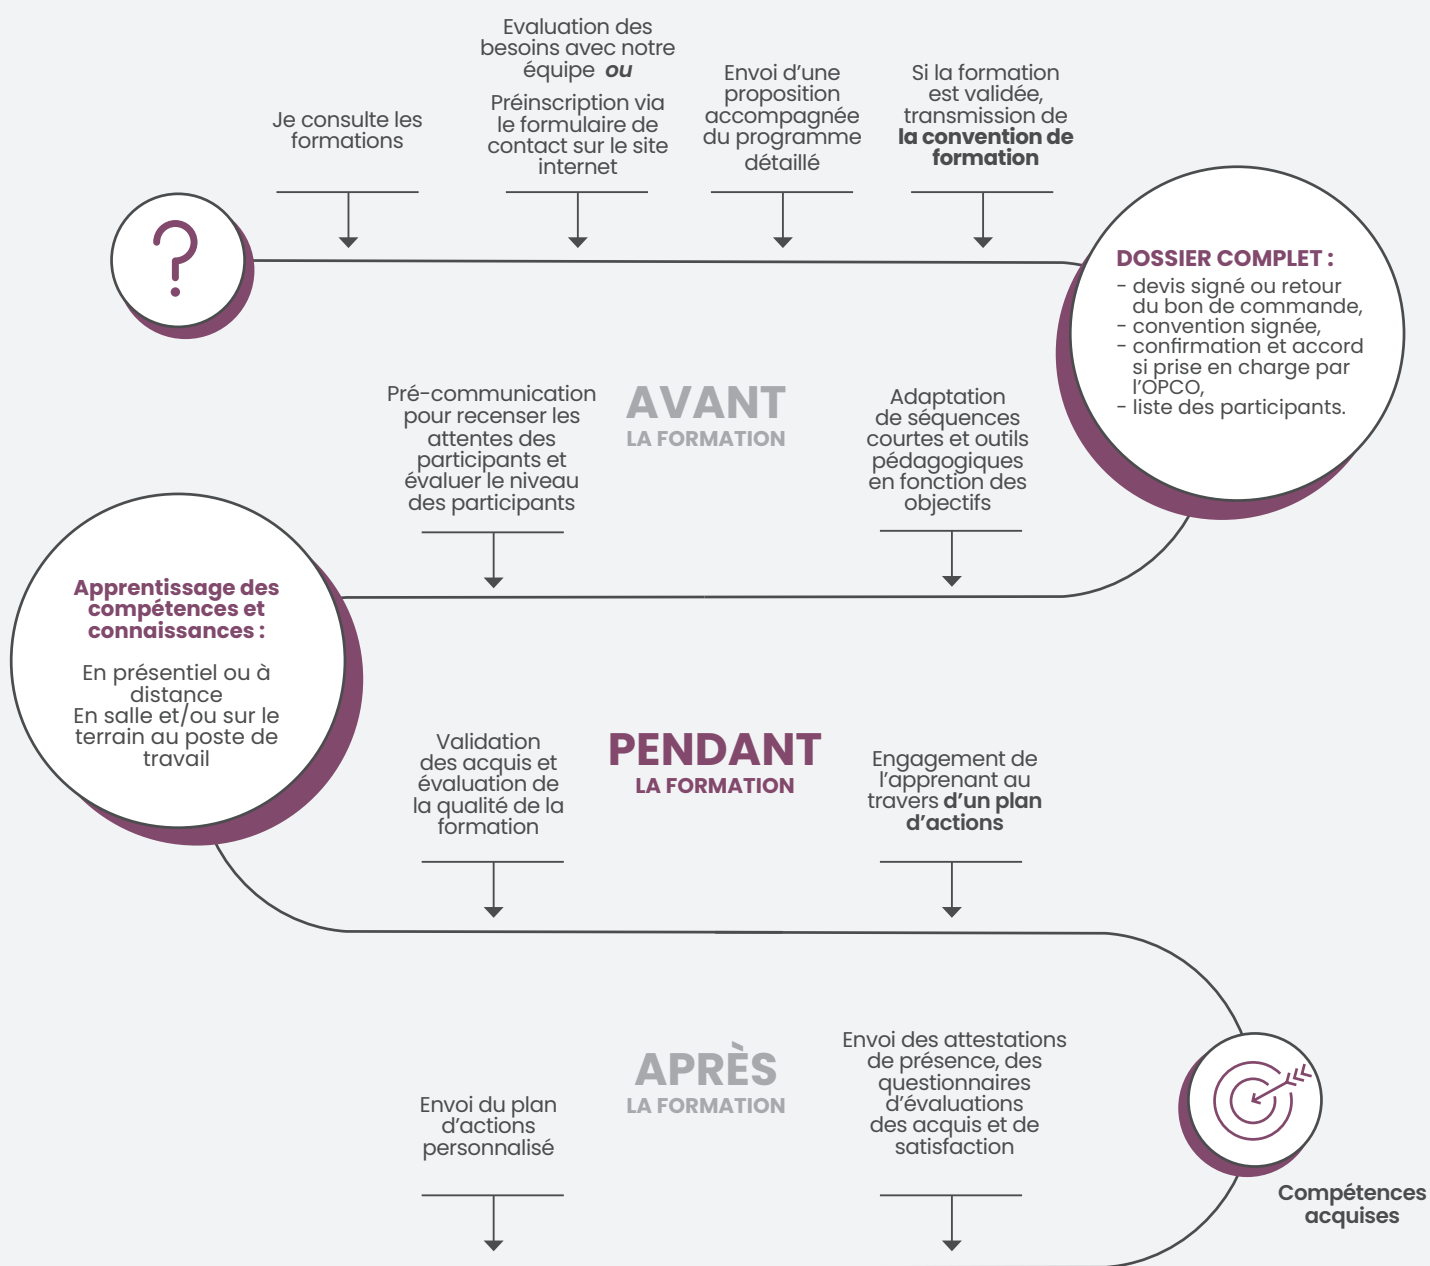 Je consulte les
formations
Evaluation des
besoins avec notre
équipe ou
Préinscription via
le formulaire de
contact sur le site
internet
Envoi d'une
proposition
accompagnée
du programme
détaillé
Si la formation
est validée,
transmission de
la convention de
formation
?
DOSSIER COMPLET :
- devis signé ou retour
du bon de commande,
- convention signée,
- confirmation et accord
si prise en charge par
l'OPCO,
- liste des participants.
AVANT
LA FORMATION
Adaptation
de séquences
courtes et outils
pédagogiques
en fonction des
objectifs
Pré-communication
pour recenser les
attentes des
participants et
évaluer le niveau
des participants
Apprentissage des
compétences et
connaissances :
En présentiel ou à
distance
En salle et/ou sur le
terrain au poste de
travail
PENDANT
LA FORMATION
Validation
des acquis et
évaluation de
la qualité de la
formation
Engagement de
l'apprenant au
travers d'un plan
d'actions
Compétences
acquises
APRÈS
LA FORMATION
Envoi des attestations
de présence, des
questionnaires
d'évaluations
des acquis et de
satisfaction
Envoi du plan
d'actions
personnalisé